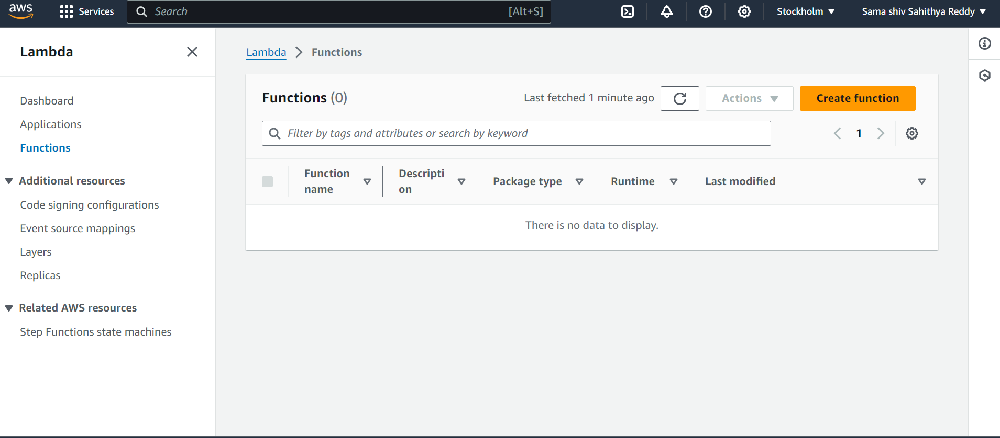 aws
Services
Search [Alt+S]
Stockholm
Sama shiv Sahithya Reddy
Lambda
Dashboard
Applications
Functions
Additional resources
Code signing configurations
Event source mappings
Layers
Replicas
Related AWS resources
Step Functions state machines
Lambda > Functions
Functions (0)
Last fetched 1 minute ago
Actions
Create function
Filter by tags and attributes or search by keyword
1
Function
name
Descripti
on
Package type
Runtime
Last modified
There is no data to display.